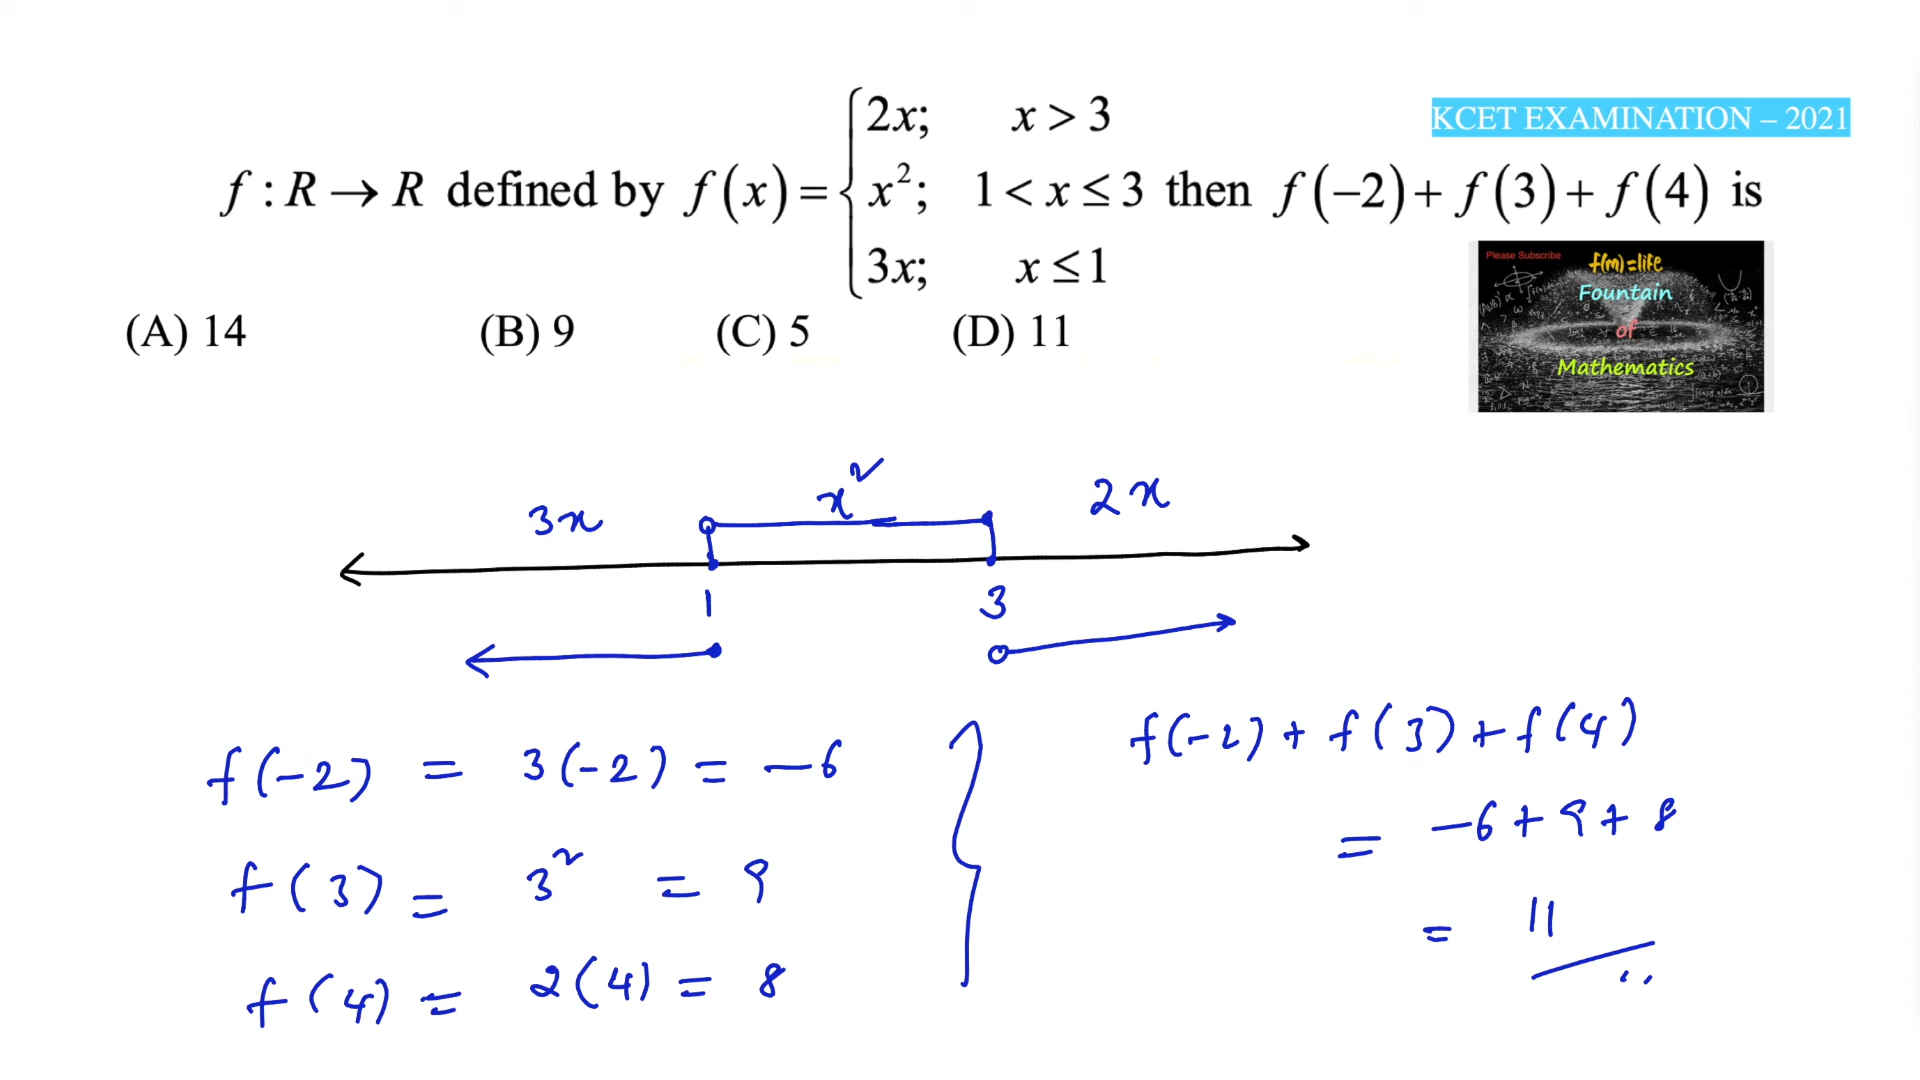 KCET EXAMINATION – 2021
f : R → R defined by f(x) = { 2x; x > 3
x²; 1 < x ≤ 3 then f(−2) + f(3) + f(4) is
3x; x ≤ 1
(A) 14 (B) 9 (C) 5 (D) 11
Please Subscribe
f(m)=life
Fountain
of
Mathematics
3x x² 2x
1 3
f(-2) = 3(-2) = -6
f(3) = 3² = 9
f(4) = 2(4) = 8
f(-2) + f(3) + f(4)
= -6 + 9 + 8
= 11